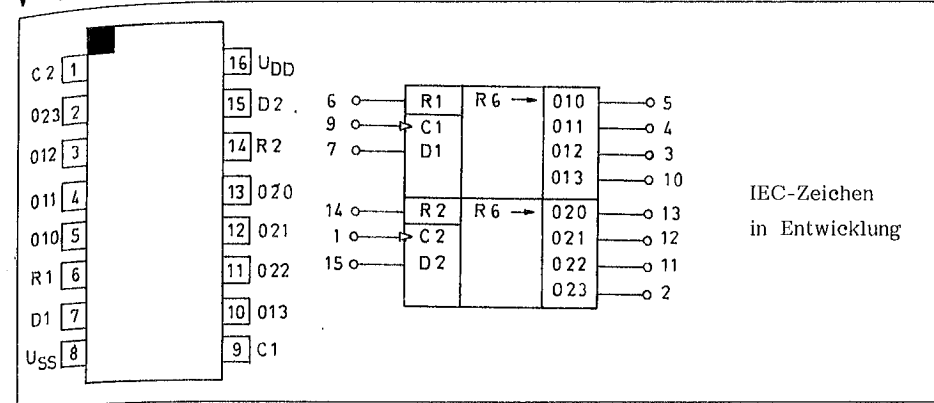 C2 1
023 2
012 3
011 4
010 5
R1 6
D1 7
USS 8
16 UDD
15 D2
14 R2
13 020
12 021
11 022
10 013
9 C1
6 R1 R6 → 010 5
9 C1 011 4
7 D1 012 3
013 10
14 R2 R6 → 020 13
1 C2 021 12
15 D2 022 11
023 2
IEC-Zeichen
in Entwicklung